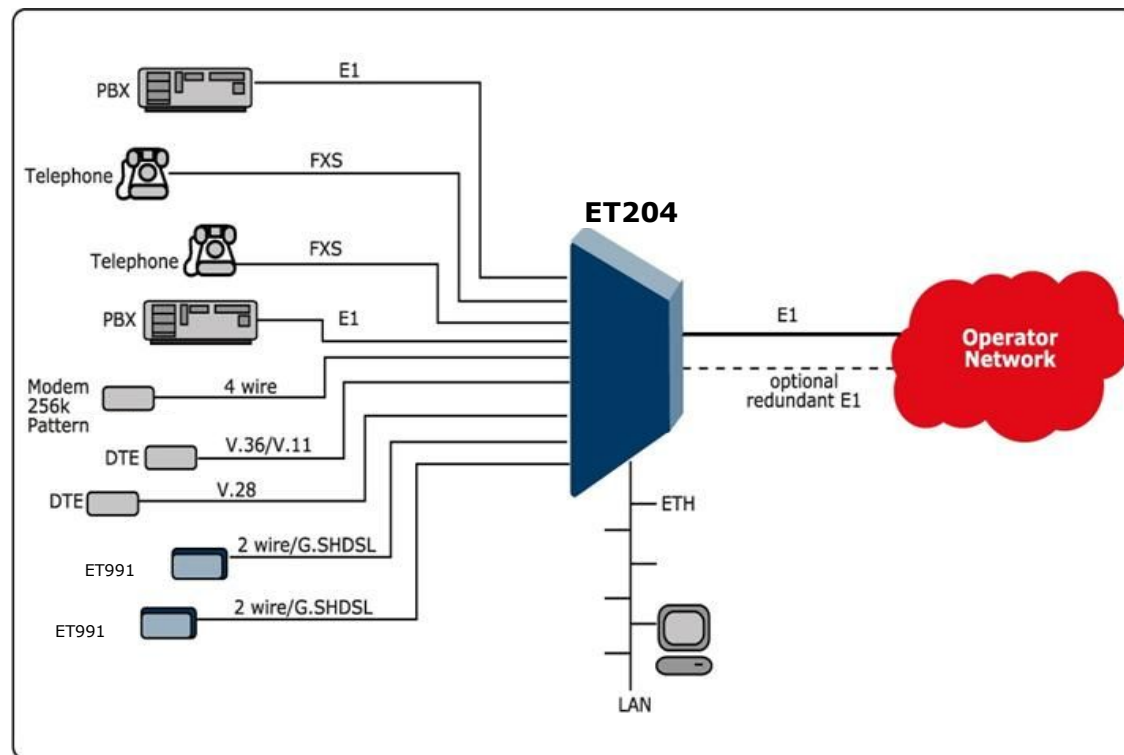 PBX
E1
Telephone
FXS
ET204
Telephone
FXS
PBX
E1
E1
Operator
Network
Modem
256k
Pattern
4 wire
optional
redundant E1
DTE
V.36/V.11
DTE
V.28
ETH
ET991
2 wire/G.SHDSL
ET991
2 wire/G.SHDSL
LAN